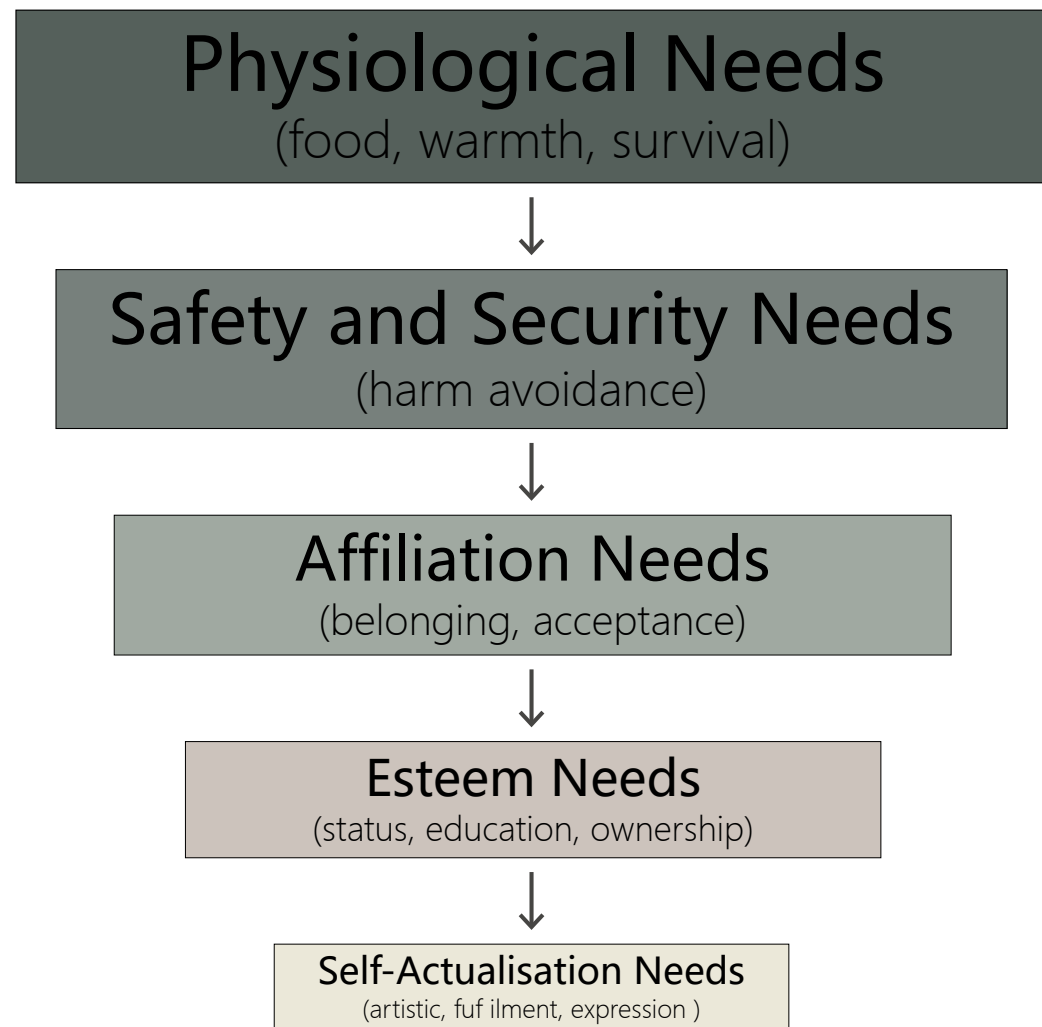 Physiological Needs
(food, warmth, survival)
Safety and Security Needs
(harm avoidance)
Affiliation Needs
(belonging, acceptance)
Esteem Needs
(status, education, ownership)
Self-Actualisation Needs
(artistic, fuf ilment, expression )